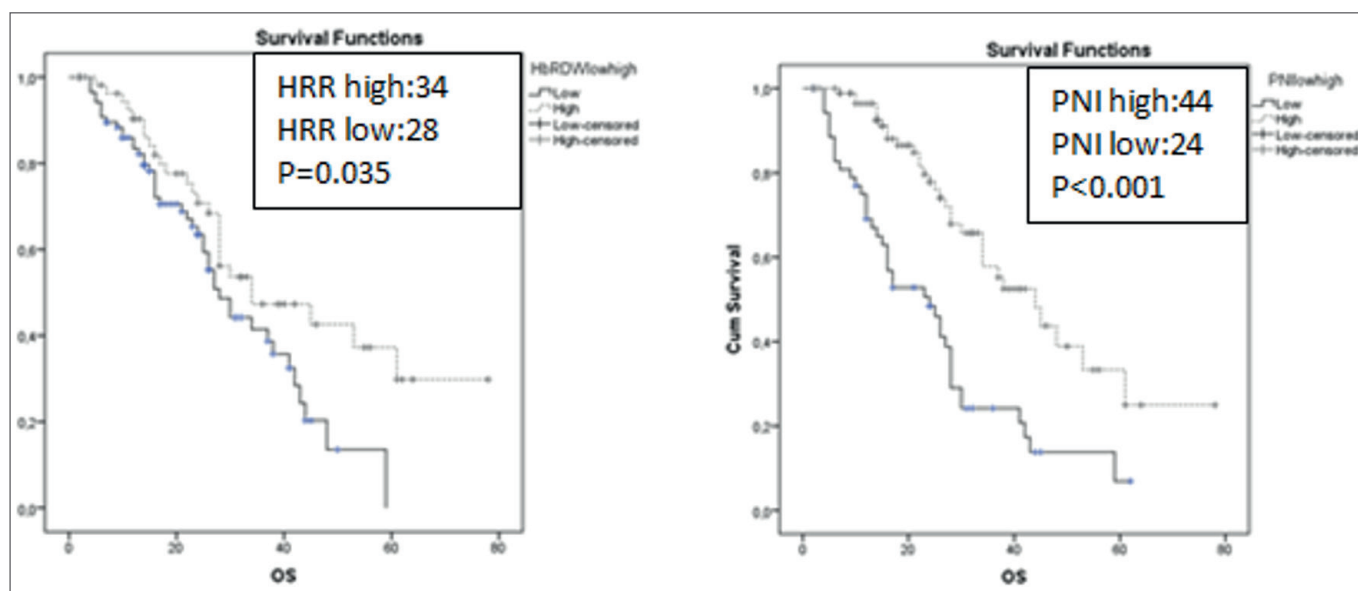 Survival Functions
HbRDWlowhigh
Low
High
Low-censored
High-censored
HRR high:34
HRR low:28
P=0.035
1,0
0,8
0,6
0,4
0,2
0,0
0 20 40 60 80
OS
Survival Functions
PNIlowhigh
Low
High
Low-censored
High-censored
PNI high:44
PNI low:24
P<0.001
Cum Survival
1,0
0,8
0,6
0,4
0,2
0,0
0 20 40 60 80
OS